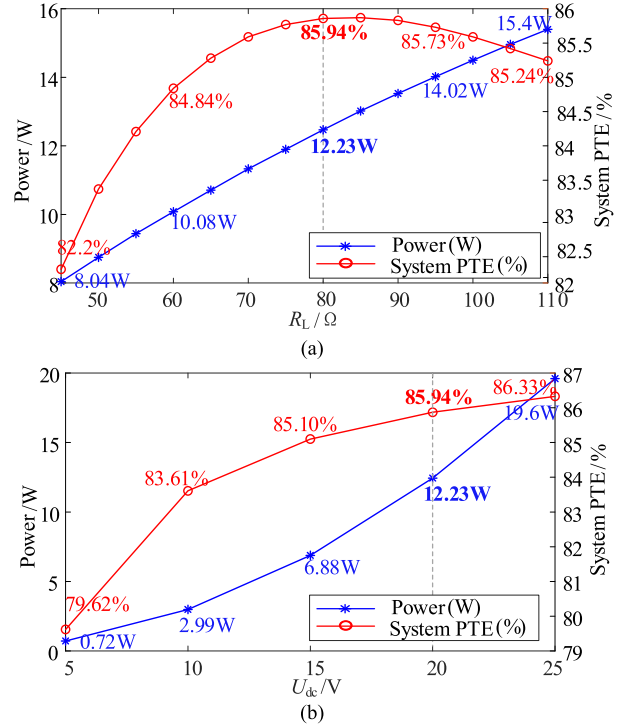 16
14
12
10
8
Power/W
86
85.5
85
84.5
84
83.5
83
82.5
82
System PTE/%
82.2%
84.84%
85.94%
85.73%
85.24%
8.04W
10.08W
12.23W
14.02W
15.4W
Power (W)
System PTE (%)
50 60 70 80 90 100 110
R_L / Ω
(a)
20
15
10
5
0
Power/W
87
86
85
84
83
82
81
80
79
System PTE/%
79.62%
83.61%
85.10%
85.94%
86.33%
0.72W
2.99W
6.88W
12.23W
19.6W
Power (W)
System PTE (%)
5 10 15 20 25
U_dc/V
(b)